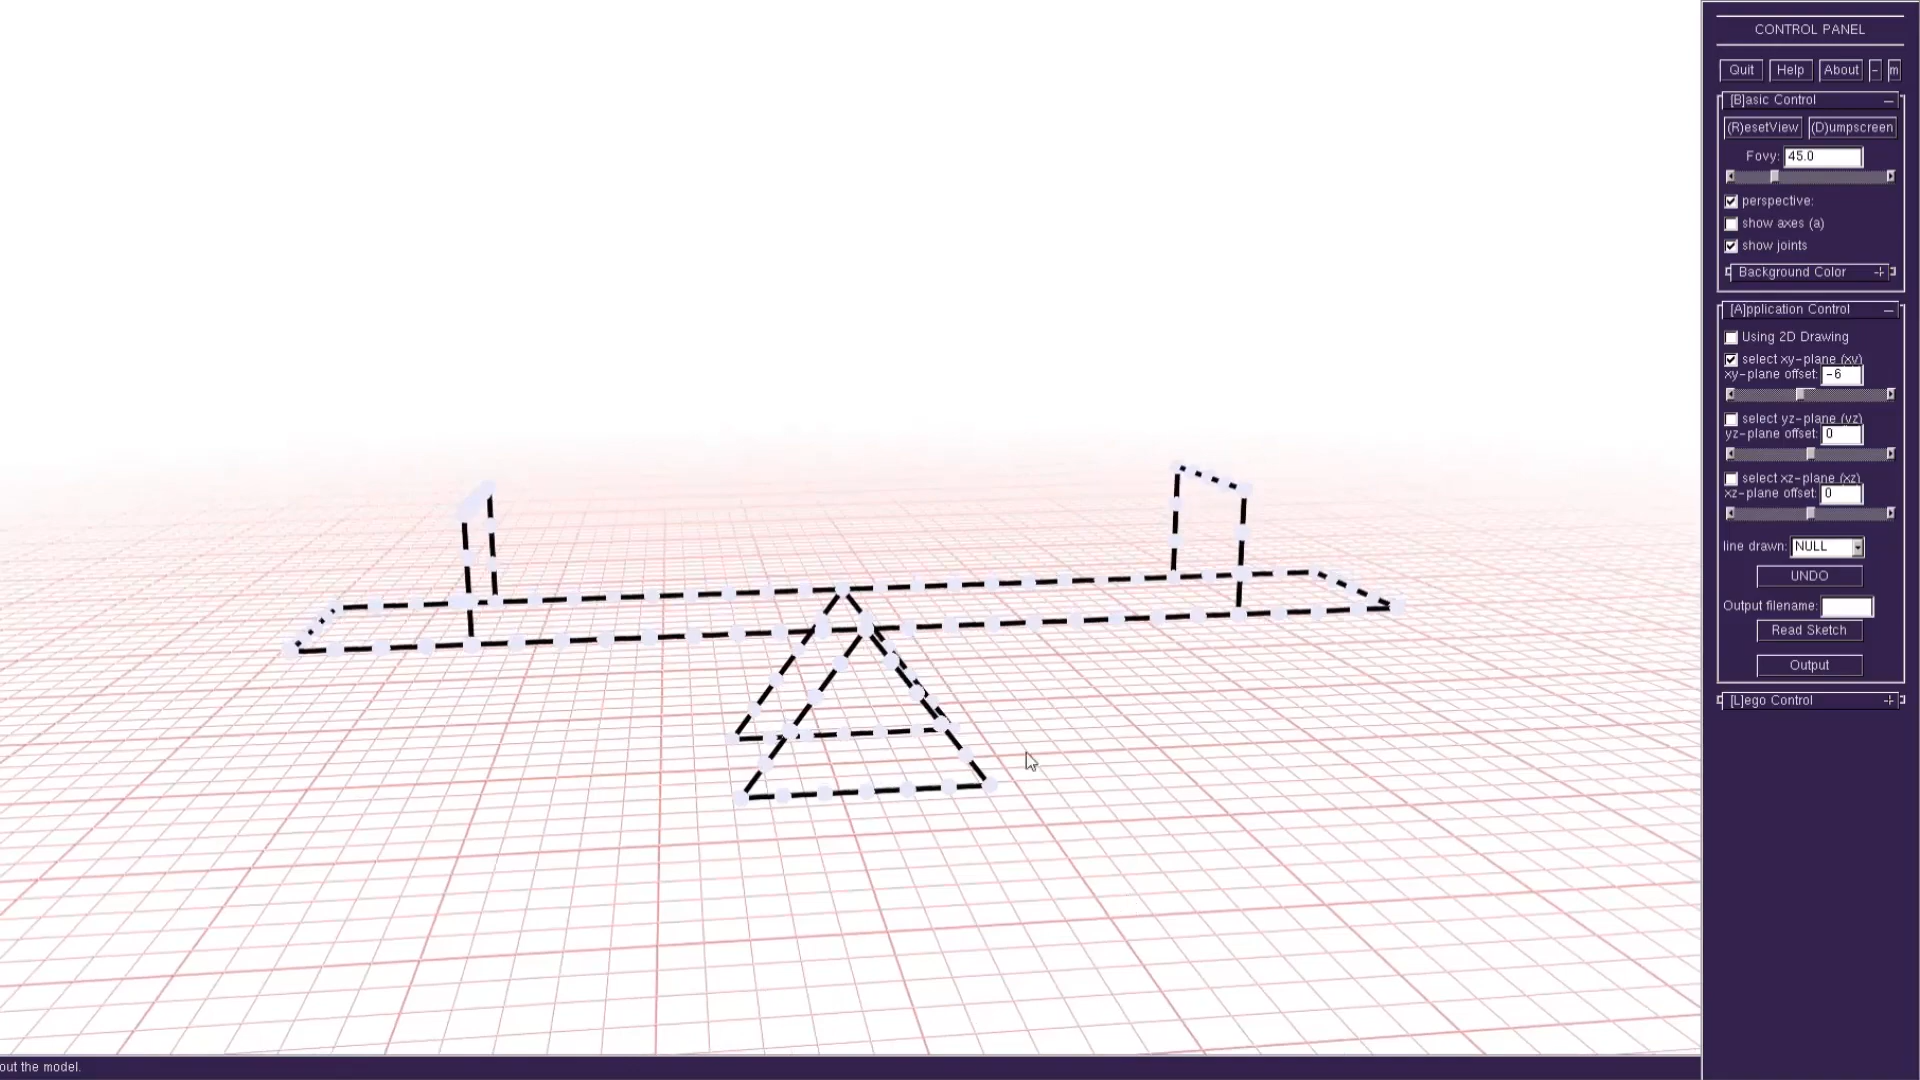 CONTROL PANEL
Quit Help About - m
[B]asic Control
(R)esetView (D)umpscreen
Fovy: 45.0
perspective:
show axes (a)
show joints
Background Color
[A]pplication Control
Using 2D Drawing
select xy-plane (xy)
xy-plane offset: -6
select yz-plane (yz)
yz-plane offset: 0
select xz-plane (xz)
xz-plane offset: 0
line drawn: NULL
UNDO
Output filename:
Read Sketch
Output
[L]ego Control
out the model.